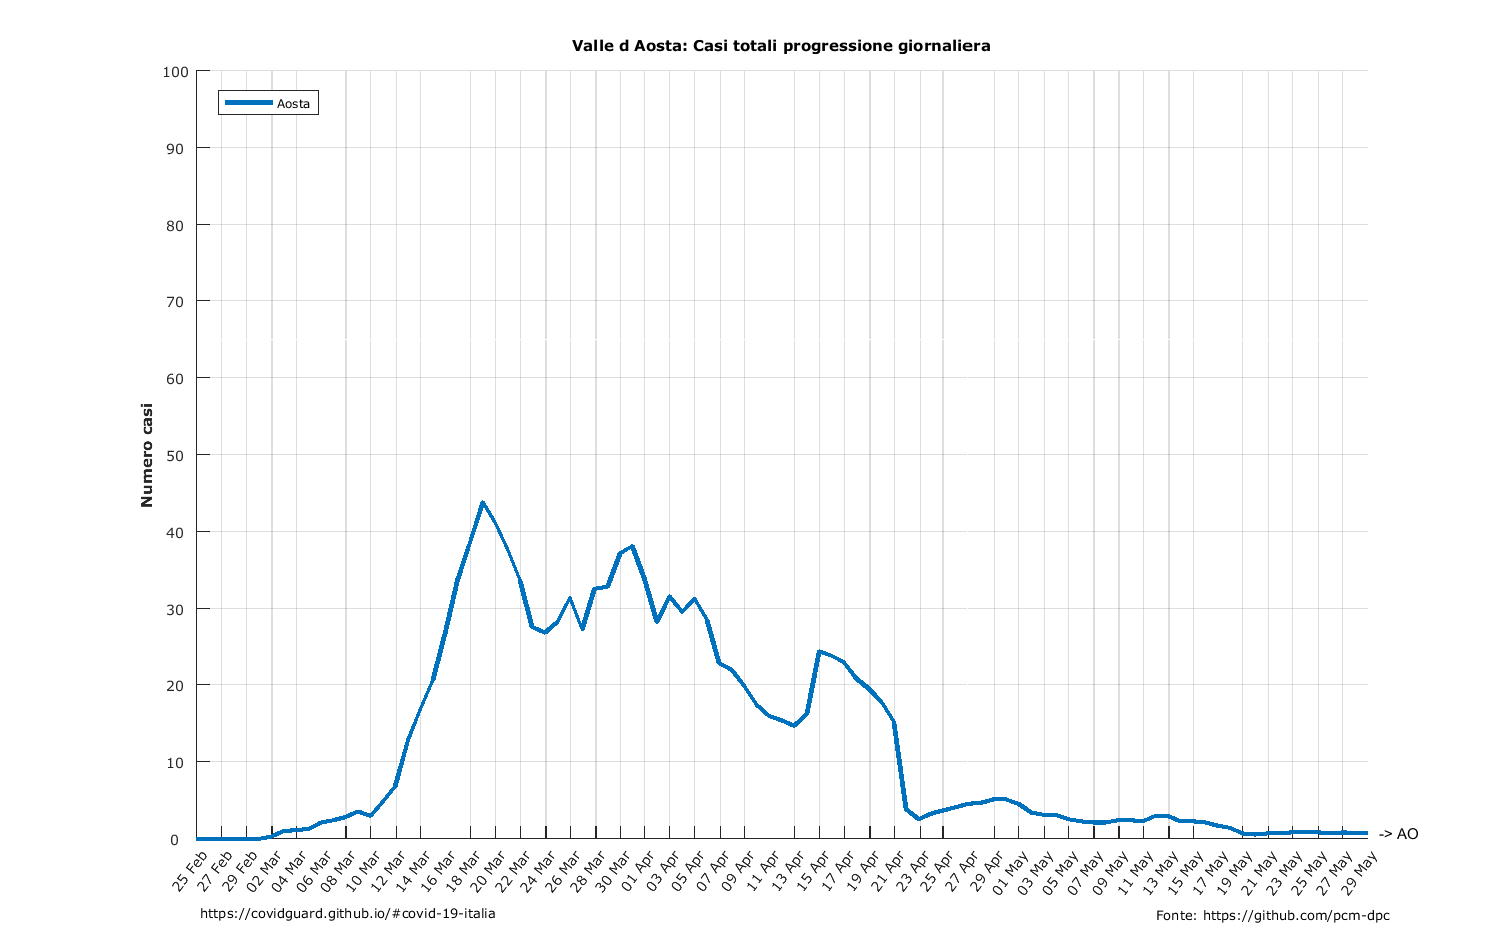 Valle d Aosta: Casi totali progressione giornaliera
Aosta
Numero casi
100
90
80
70
60
50
40
30
20
10
0
25 Feb
27 Feb
29 Feb
02 Mar
04 Mar
06 Mar
08 Mar
10 Mar
12 Mar
14 Mar
16 Mar
18 Mar
20 Mar
22 Mar
24 Mar
26 Mar
28 Mar
30 Mar
01 Apr
03 Apr
05 Apr
07 Apr
09 Apr
11 Apr
13 Apr
15 Apr
17 Apr
19 Apr
21 Apr
23 Apr
25 Apr
27 Apr
29 Apr
01 May
03 May
05 May
07 May
09 May
11 May
13 May
15 May
17 May
19 May
21 May
23 May
25 May
27 May
29 May
-> AO
https://covidguard.github.io/#covid-19-italia
Fonte: https://github.com/pcm-dpc